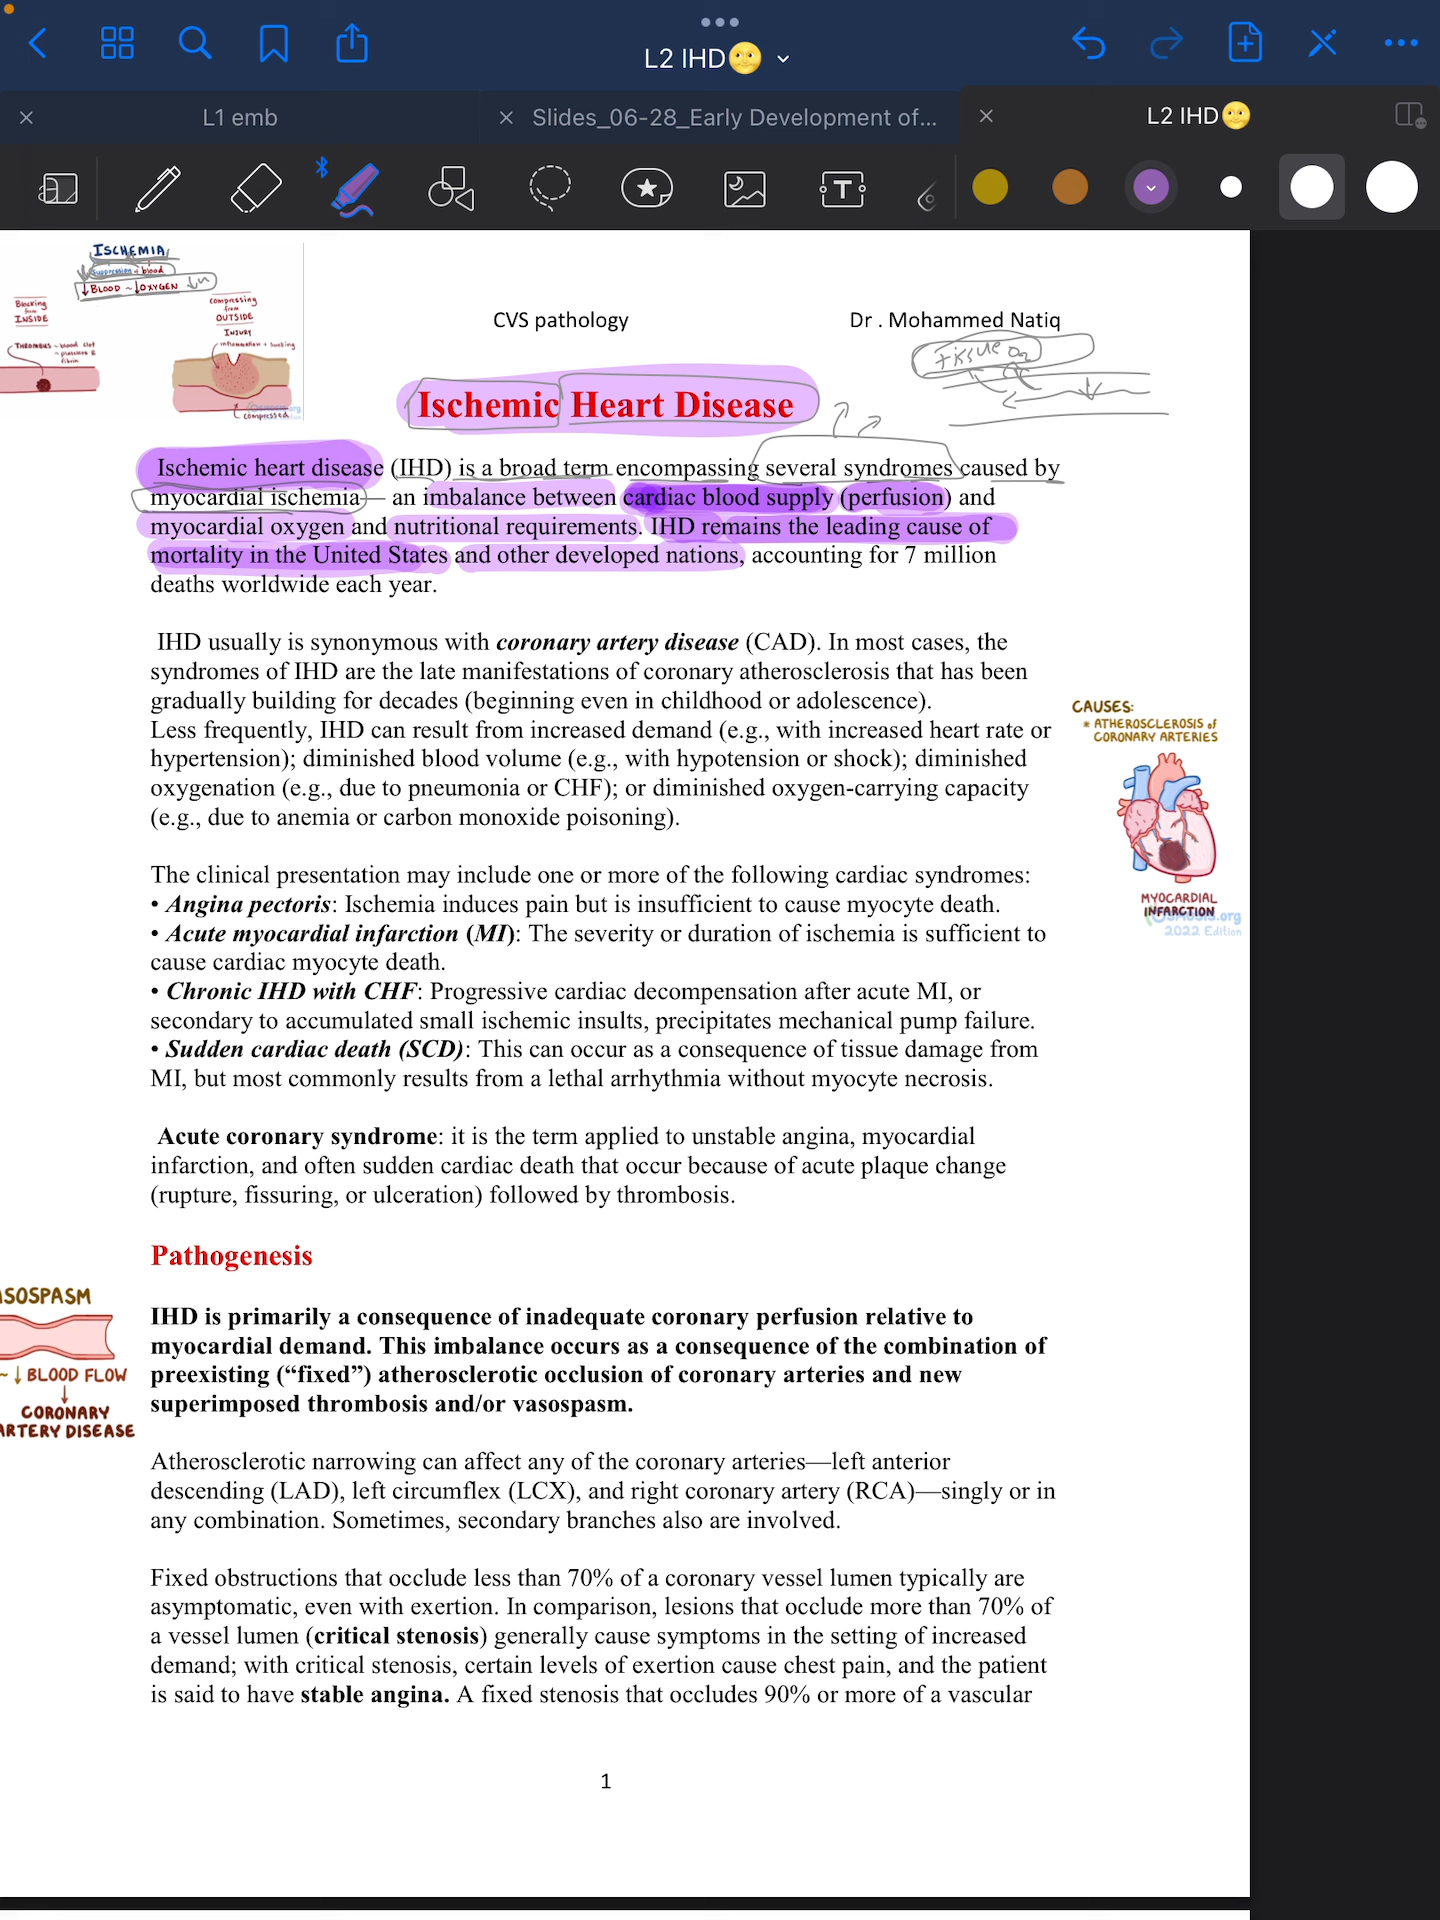 L2 IHD🌝
L1 emb
Slides_06-28_Early Development of...
L2 IHD🌝
T
ISCHEMIA
Suppression of blood
↓BLOOD ~ ↓OXYGEN
Blocking
from
INSIDE
THROMBUS ~ blood clot
~ platelets &
fibrin
compressing
from
OUTSIDE
INJURY
inflammation + swelling
compressed
CVS pathology
Dr . Mohammed Natiq
Tissue O2
Ischemic Heart Disease
Ischemic heart disease (IHD) is a broad term encompassing several syndromes caused by
myocardial ischemia— an imbalance between cardiac blood supply (perfusion) and
myocardial oxygen and nutritional requirements. IHD remains the leading cause of
mortality in the United States and other developed nations, accounting for 7 million
deaths worldwide each year.
IHD usually is synonymous with coronary artery disease (CAD). In most cases, the
syndromes of IHD are the late manifestations of coronary atherosclerosis that has been
gradually building for decades (beginning even in childhood or adolescence).
Less frequently, IHD can result from increased demand (e.g., with increased heart rate or
hypertension); diminished blood volume (e.g., with hypotension or shock); diminished
oxygenation (e.g., due to pneumonia or CHF); or diminished oxygen-carrying capacity
(e.g., due to anemia or carbon monoxide poisoning).
CAUSES:
* ATHEROSCLEROSIS of
CORONARY ARTERIES
MYOCARDIAL
INFARCTION
Osmosis.org
2022 Edition
The clinical presentation may include one or more of the following cardiac syndromes:
• Angina pectoris: Ischemia induces pain but is insufficient to cause myocyte death.
• Acute myocardial infarction (MI): The severity or duration of ischemia is sufficient to
cause cardiac myocyte death.
• Chronic IHD with CHF: Progressive cardiac decompensation after acute MI, or
secondary to accumulated small ischemic insults, precipitates mechanical pump failure.
• Sudden cardiac death (SCD): This can occur as a consequence of tissue damage from
MI, but most commonly results from a lethal arrhythmia without myocyte necrosis.
Acute coronary syndrome: it is the term applied to unstable angina, myocardial
infarction, and often sudden cardiac death that occur because of acute plaque change
(rupture, fissuring, or ulceration) followed by thrombosis.
Pathogenesis
ASOSPASM
~ ↓ BLOOD FLOW
↓
CORONARY
ARTERY DISEASE
IHD is primarily a consequence of inadequate coronary perfusion relative to
myocardial demand. This imbalance occurs as a consequence of the combination of
preexisting (“fixed”) atherosclerotic occlusion of coronary arteries and new
superimposed thrombosis and/or vasospasm.
Atherosclerotic narrowing can affect any of the coronary arteries—left anterior
descending (LAD), left circumflex (LCX), and right coronary artery (RCA)—singly or in
any combination. Sometimes, secondary branches also are involved.
Fixed obstructions that occlude less than 70% of a coronary vessel lumen typically are
asymptomatic, even with exertion. In comparison, lesions that occlude more than 70% of
a vessel lumen (critical stenosis) generally cause symptoms in the setting of increased
demand; with critical stenosis, certain levels of exertion cause chest pain, and the patient
is said to have stable angina. A fixed stenosis that occludes 90% or more of a vascular
1